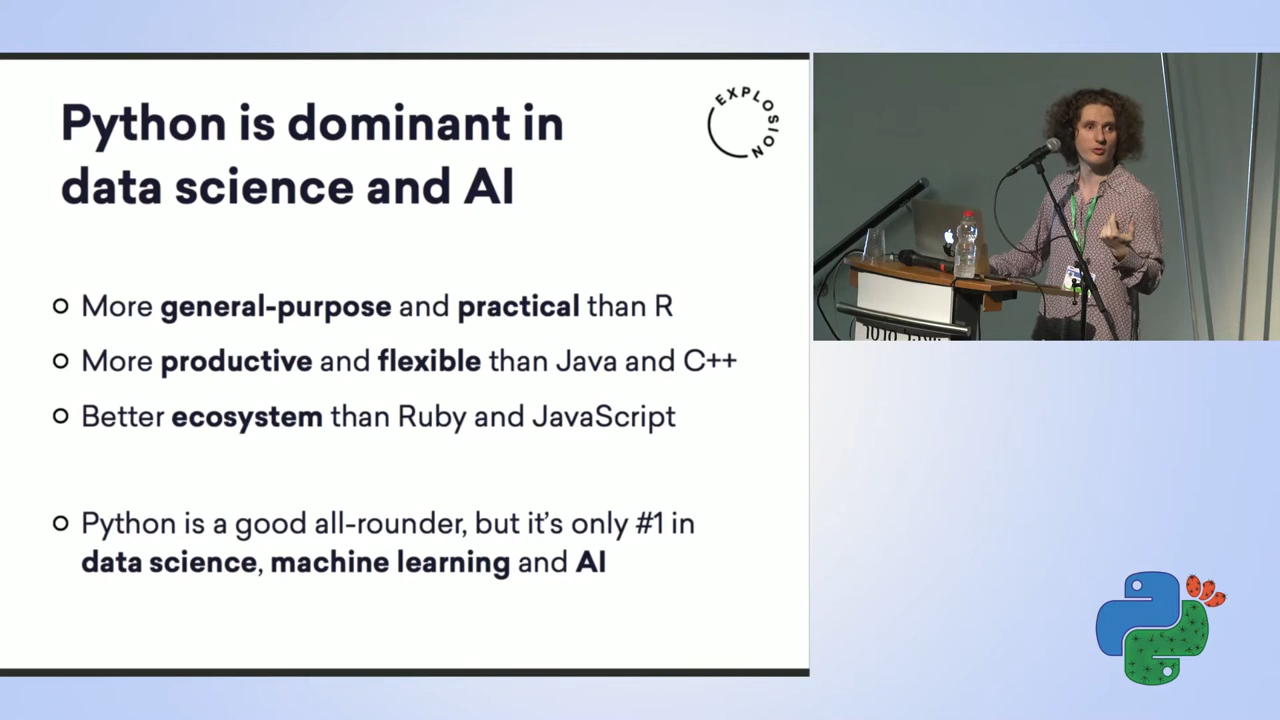 Python is dominant in
data science and AI
EXPLOSION
More general-purpose and practical than R
More productive and flexible than Java and C++
Better ecosystem than Ruby and JavaScript
Python is a good all-rounder, but it’s only #1 in
data science, machine learning and AI